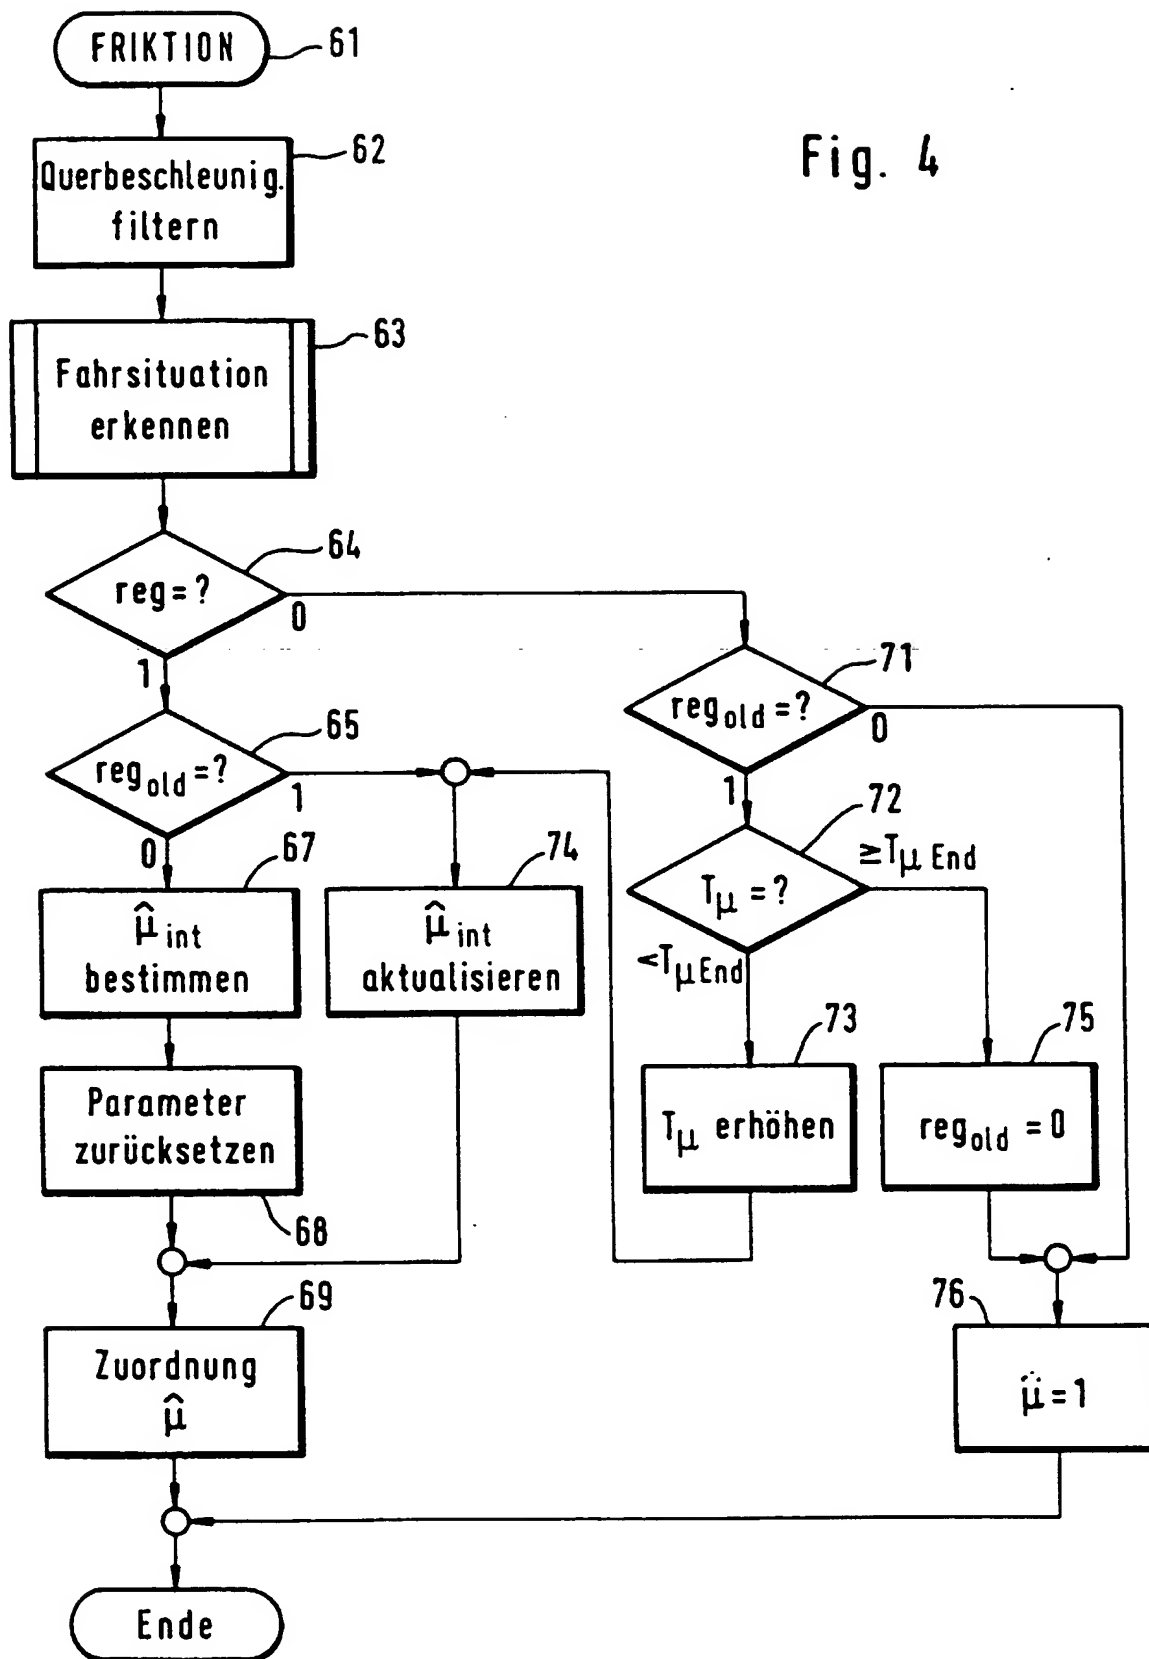 FRIKTION
61
Fig. 4
Querbeschleunig.
filtern
62
Fahrsituation
erkennen
63
reg = ?
64
0
1
reg_old = ?
65
1
0
reg_old = ?
71
0
1
T_μ = ?
72
≥T_μ End
<T_μ End
μ̂_int
bestimmen
67
μ̂_int
aktualisieren
74
Parameter
zurücksetzen
68
T_μ erhöhen
73
reg_old = 0
75
Zuordnung
μ̂
69
μ̂ = 1
76
Ende